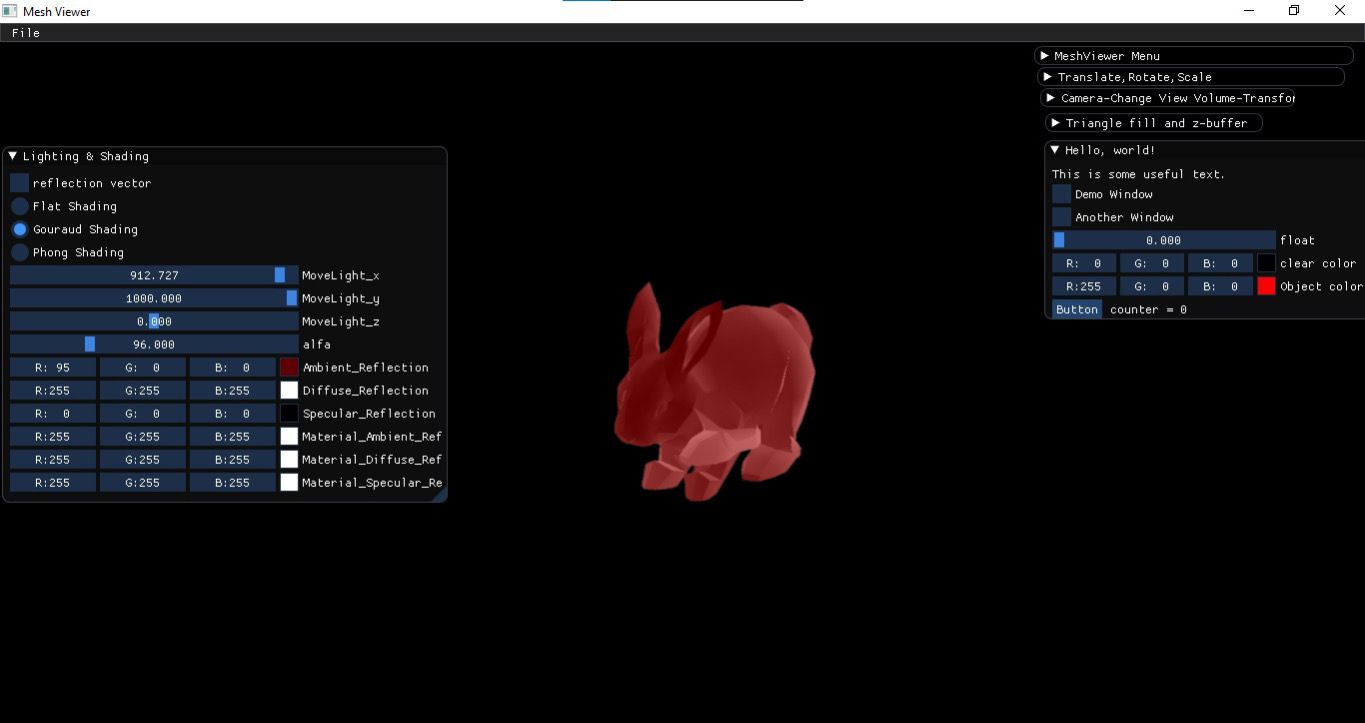 Mesh Viewer
File
Lighting & Shading
reflection vector
Flat Shading
Gouraud Shading
Phong Shading
912.727 MoveLight_x
1000.000 MoveLight_y
0.000 MoveLight_z
96.000 alfa
R: 95 G: 0 B: 0 Ambient_Reflection
R:255 G:255 B:255 Diffuse_Reflection
R: 0 G: 0 B: 0 Specular_Reflection
R:255 G:255 B:255 Material_Ambient_Ref
R:255 G:255 B:255 Material_Diffuse_Ref
R:255 G:255 B:255 Material_Specular_Re
MeshViewer Menu
Translate,Rotate,Scale
Camera-Change View Volume-Transfor
Triangle fill and z-buffer
Hello, world!
This is some useful text.
Demo Window
Another Window
0.000 float
R: 0 G: 0 B: 0 clear color
R:255 G: 0 B: 0 Object color
Button counter = 0